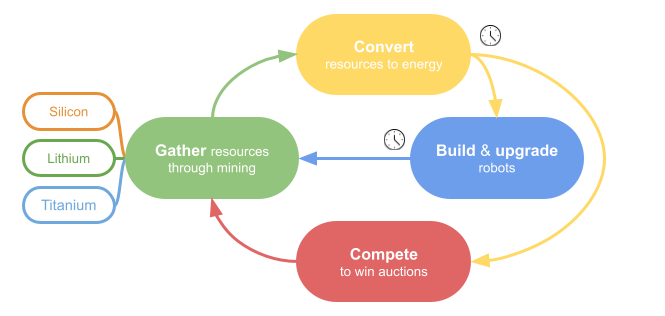 Convert
resources to energy
Silicon
Lithium
Titanium
Gather resources
through mining
Build & upgrade
robots
Compete
to win auctions